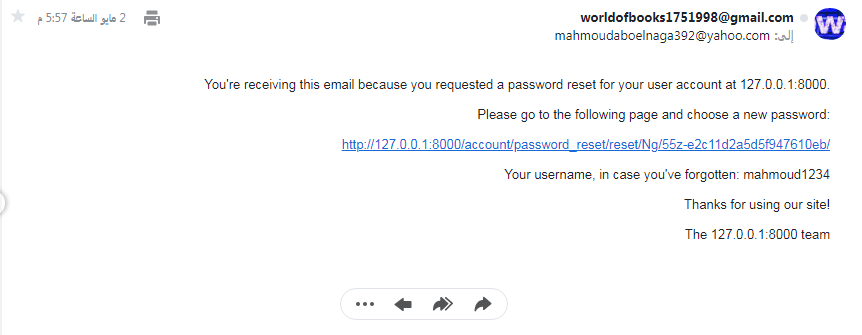 worldofbooks1751998@gmail.com
2 مايو الساعة 5:57 م
إلى: mahmoudaboelnaga392@yahoo.com
You're receiving this email because you requested a password reset for your user account at 127.0.0.1:8000.
Please go to the following page and choose a new password:
http://127.0.0.1:8000/account/password_reset/reset/Ng/55z-e2c11d2a5d5f947610eb/
Your username, in case you've forgotten: mahmoud1234
Thanks for using our site!
The 127.0.0.1:8000 team